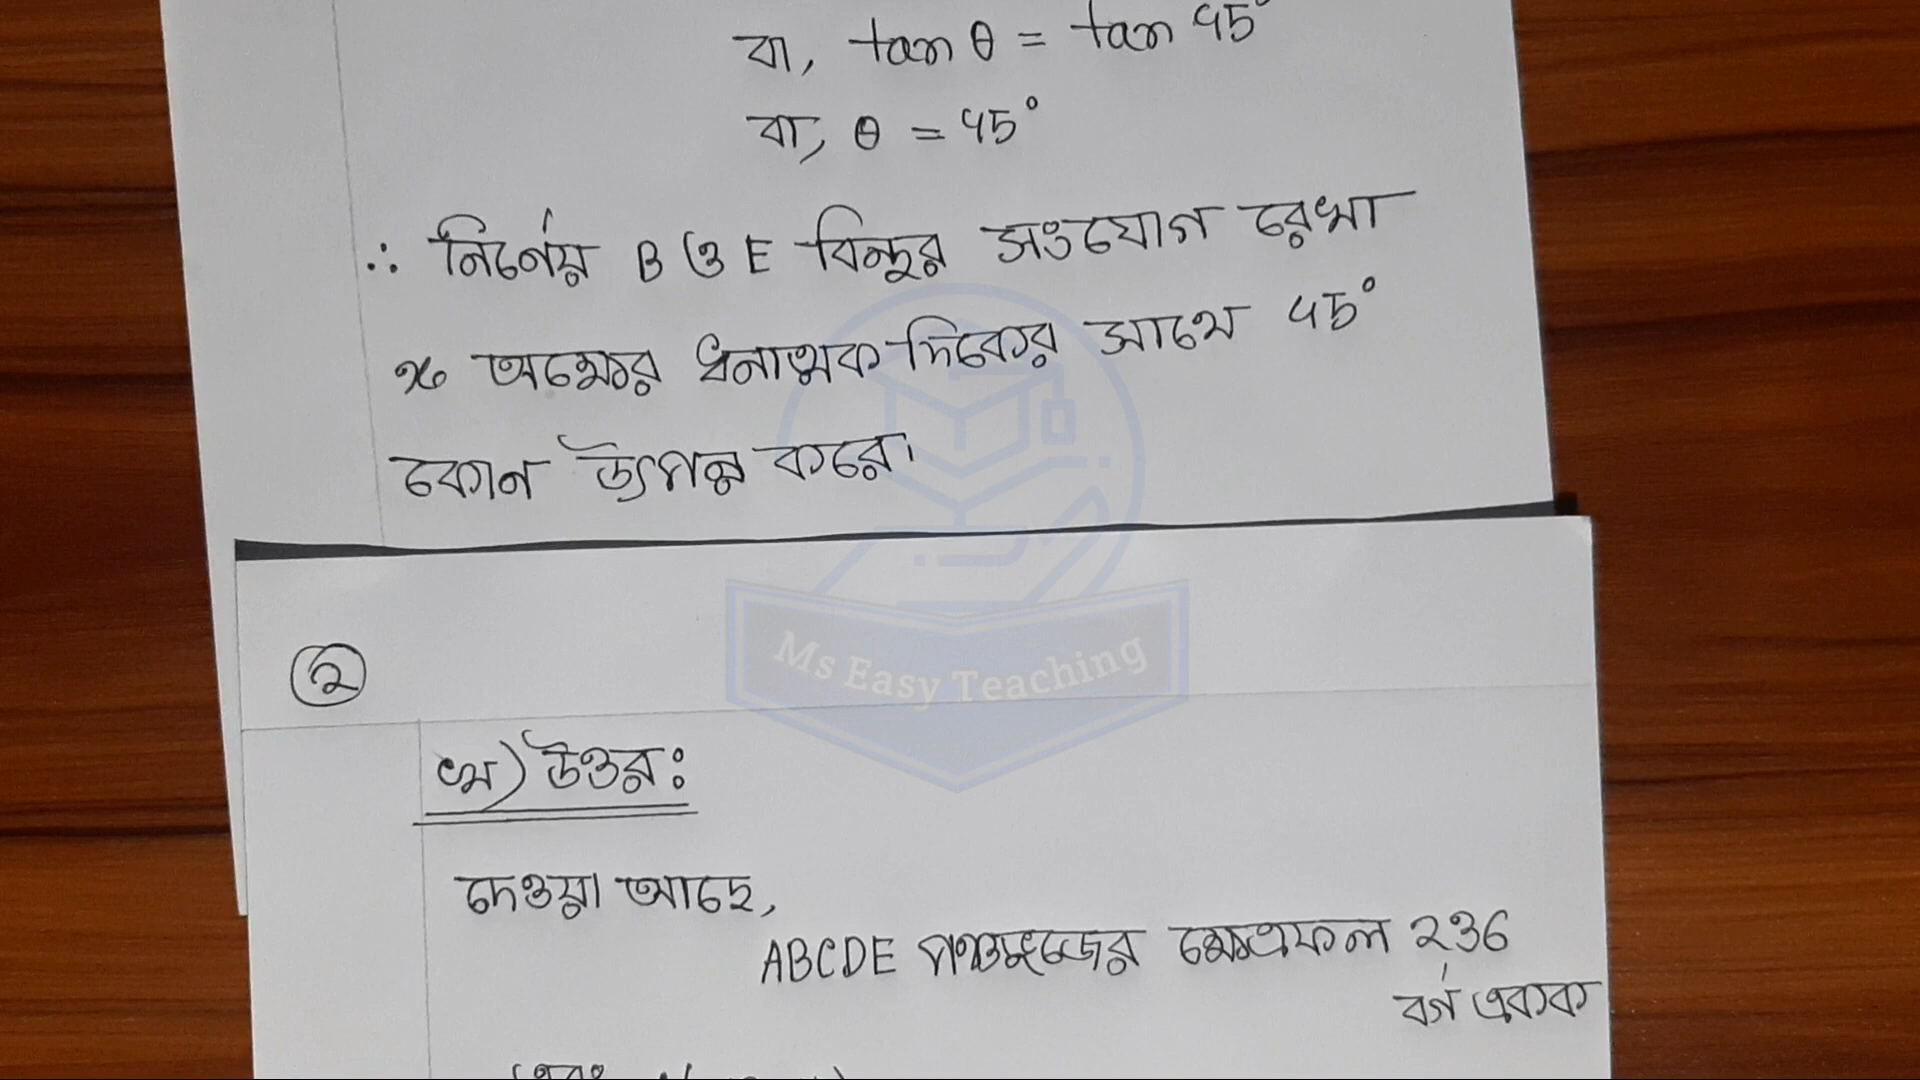 বা, tan θ = tan 45°
বা, θ = 45°
∴ নির্নেয় B ও E বিন্দুর সংযোগ রেখা
x অক্ষের ধনাত্মক দিকের সাথে 45°
কোন উৎপন্ন করে।
Ms Easy Teaching
২
খ) উত্তর:
দেওয়া আছে,
ABCDE পঞ্চভুজের ক্ষেত্রফল 236
বর্গ একক